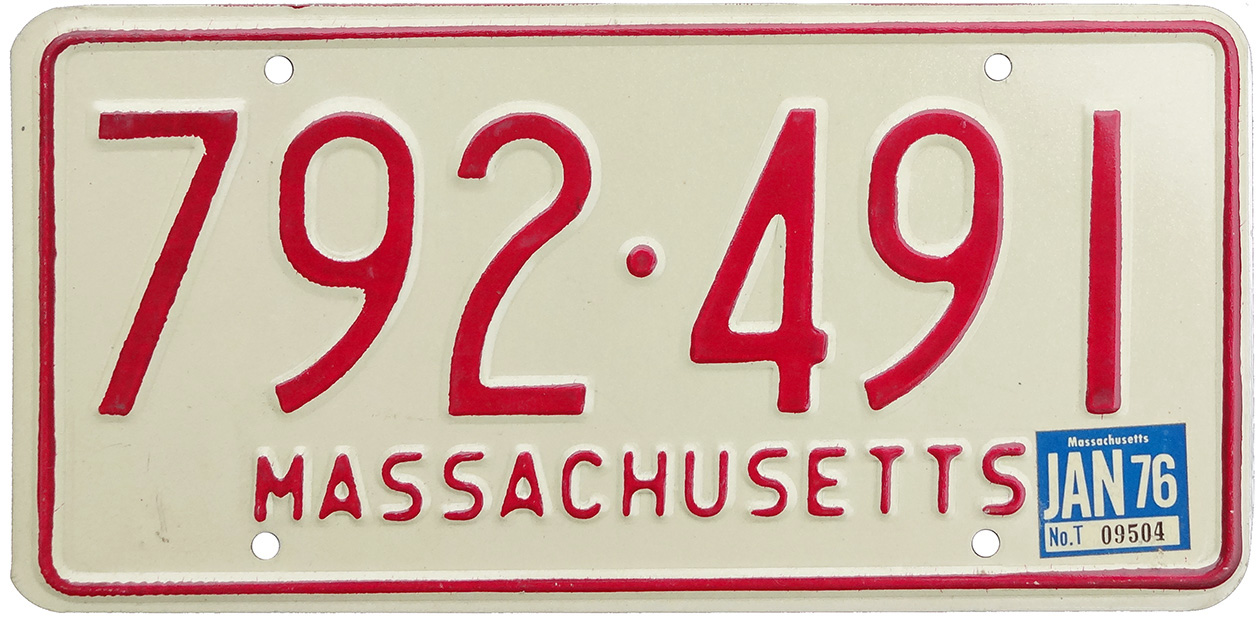 792·491
MASSACHUSETTS
Massachusetts
JAN 76
No.T 09504